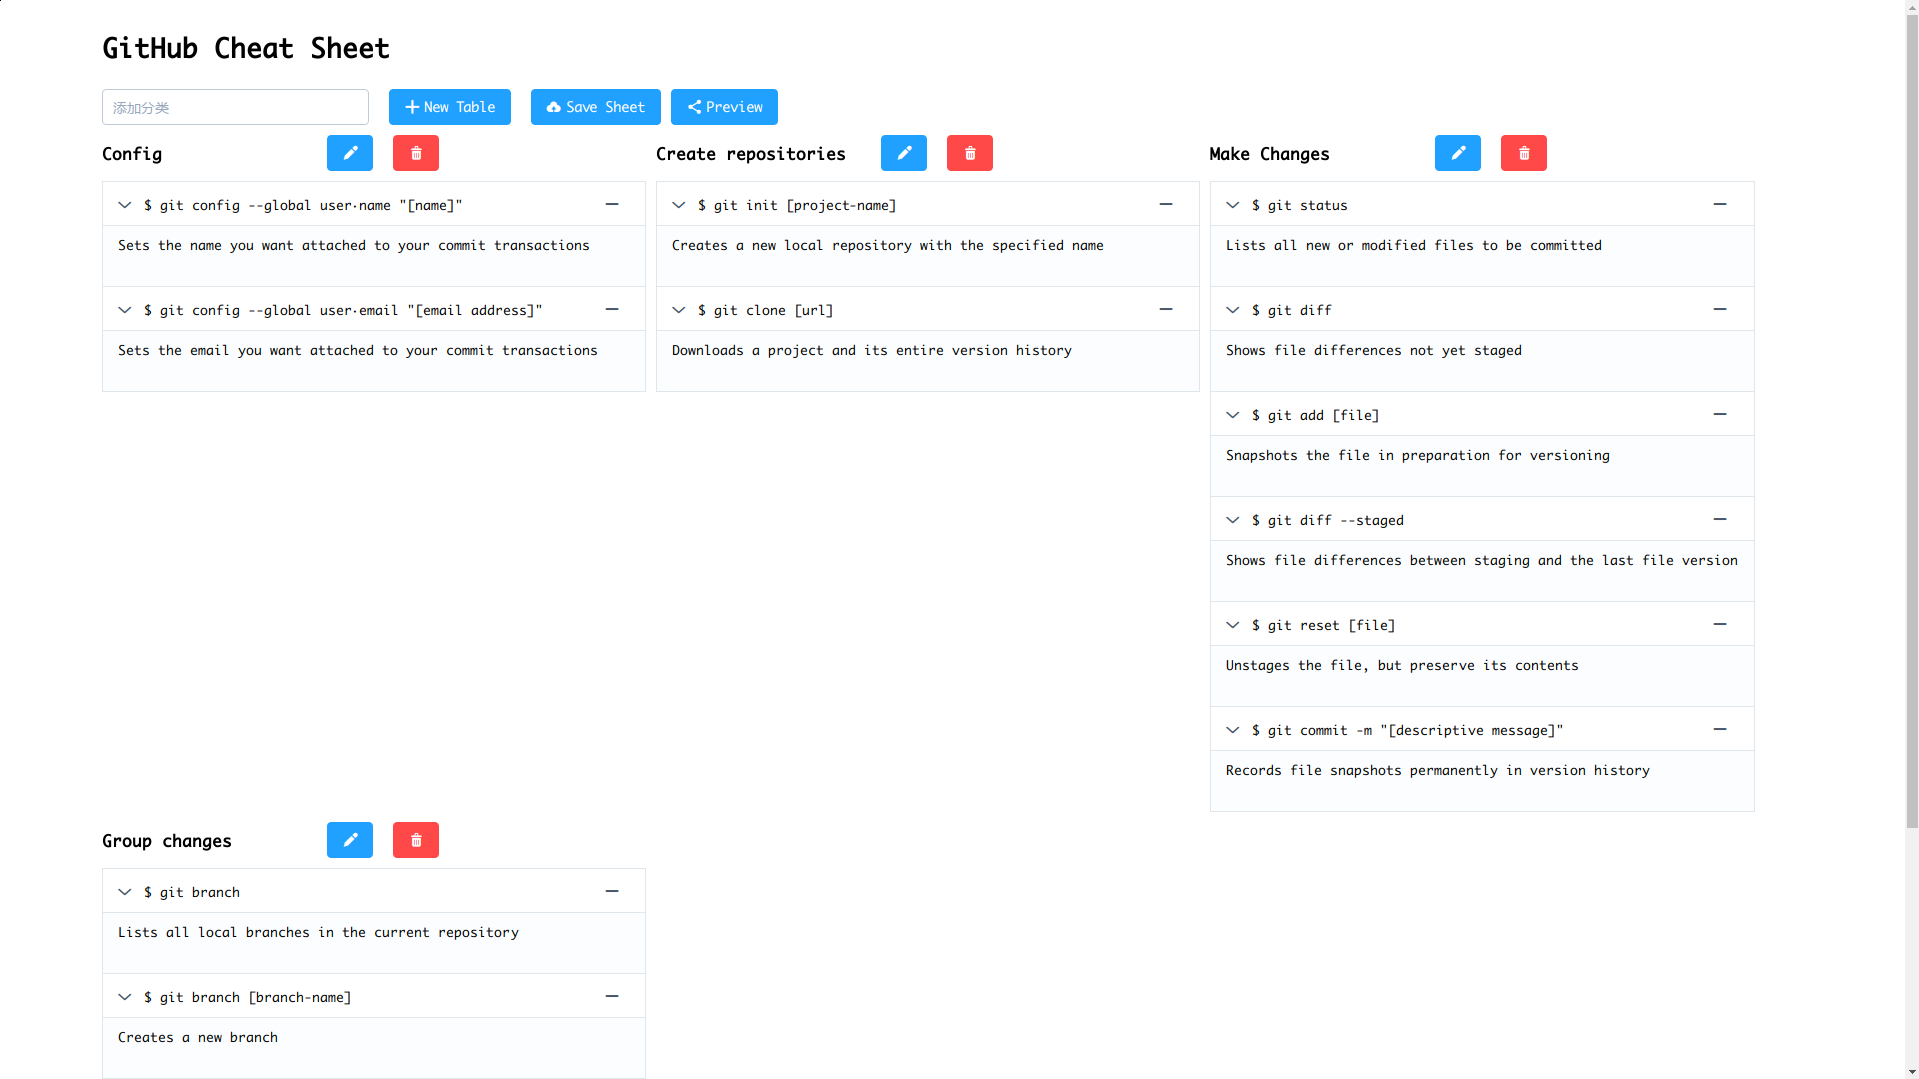 GitHub Cheat Sheet
添加分类
New Table
Save Sheet
Preview
Config
$ git config --global user·name "[name]"
Sets the name you want attached to your commit transactions
$ git config --global user·email "[email address]"
Sets the email you want attached to your commit transactions
Create repositories
$ git init [project-name]
Creates a new local repository with the specified name
$ git clone [url]
Downloads a project and its entire version history
Make Changes
$ git status
Lists all new or modified files to be committed
$ git diff
Shows file differences not yet staged
$ git add [file]
Snapshots the file in preparation for versioning
$ git diff --staged
Shows file differences between staging and the last file version
$ git reset [file]
Unstages the file, but preserve its contents
$ git commit -m "[descriptive message]"
Records file snapshots permanently in version history
Group changes
$ git branch
Lists all local branches in the current repository
$ git branch [branch-name]
Creates a new branch